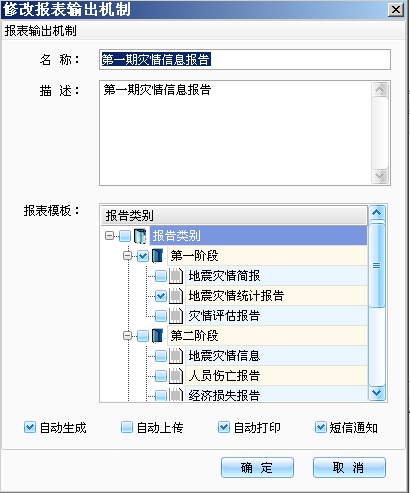 修改报表输出机制
报表输出机制
名 称： 第一期灾情信息报告
描 述： 第一期灾情信息报告
报表模板： 报告类别
报告类别
第一阶段
地震灾情简报
地震灾情统计报告
灾情评估报告
第二阶段
地震灾情信息
人员伤亡报告
经济损失报告
自动生成 自动上传 自动打印 短信通知
确 定 取 消